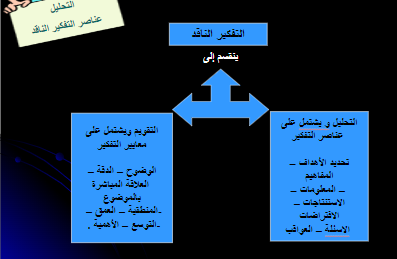 التحليل
عناصر التفكير الناقد
التفكير الناقد
ينقسم إلى
التحليل و يشتمل على
عناصر التفكير
تحديد الأهداف –
المفاهيم
– المعلومات –
الاستنتاجات –
الافتراضات
الاسئلة – العواقب
التقويم ويشتمل على
معايير التفكير
الوضوح – الدقة –
العلاقة المباشرة
بالموضوع
-المنطقية – العمق –
-التوسع – الأهمية .